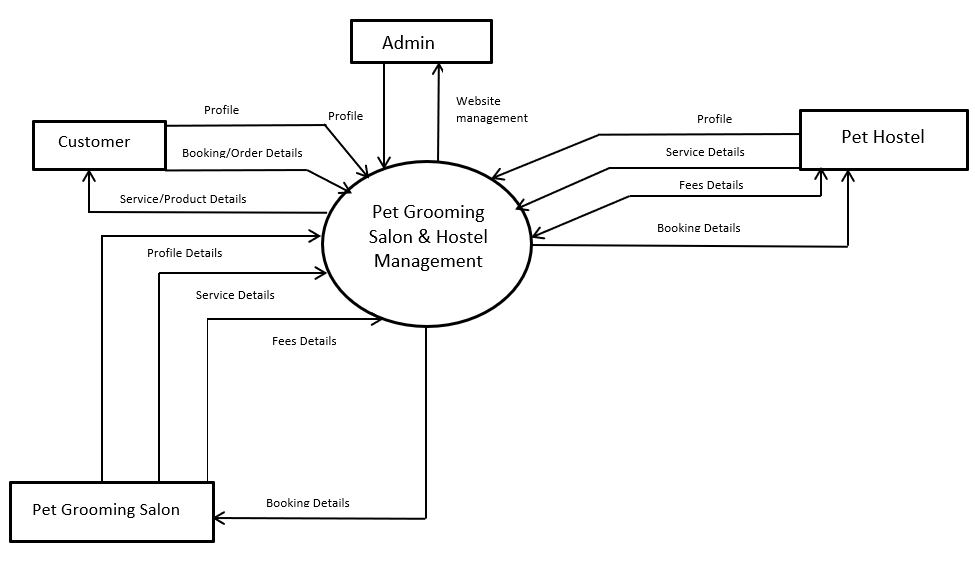 Admin
Website
management
Profile
Profile
Customer
Booking/Order Details
Service/Product Details
Profile
Pet Hostel
Service Details
Fees Details
Booking Details
Pet Grooming
Salon & Hostel
Management
Profile Details
Service Details
Fees Details
Pet Grooming Salon
Booking Details